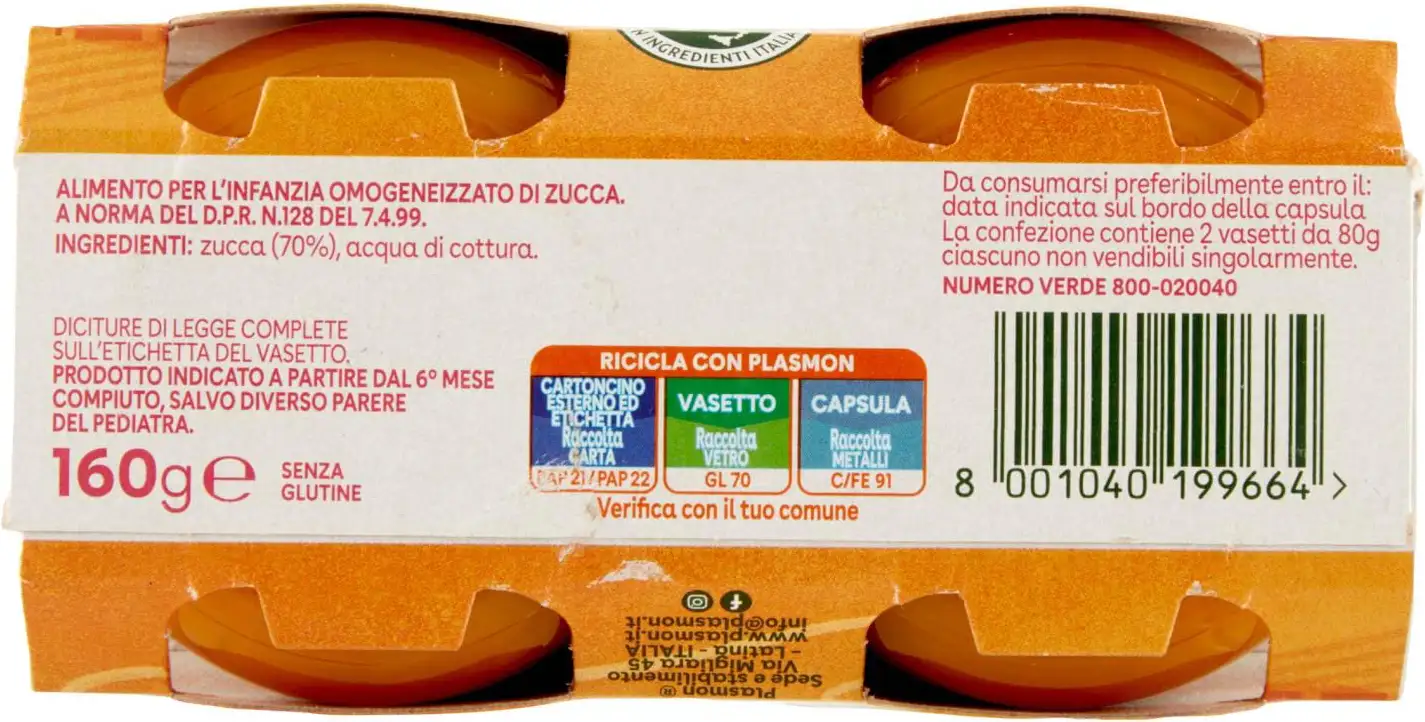 N INGREDIENTI ITALIA
ALIMENTO PER L'INFANZIA OMOGENEIZZATO DI ZUCCA.
A NORMA DEL D.P.R. N.128 DEL 7.4.99.
INGREDIENTI: zucca (70%), acqua di cottura.
DICITURE DI LEGGE COMPLETE
SULL'ETICHETTA DEL VASETTO.
PRODOTTO INDICATO A PARTIRE DAL 6° MESE
COMPIUTO, SALVO DIVERSO PARERE
DEL PEDIATRA.
160g e
SENZA
GLUTINE
RICICLA CON PLASMON
CARTONCINO
ESTERNO ED
ETICHETTA
Raccolta
CARTA
PAP 21/PAP 22
VASETTO
Raccolta
VETRO
GL 70
CAPSULA
Raccolta
METALLI
C/FE 91
Verifica con il tuo comune
Da consumarsi preferibilmente entro il:
data indicata sul bordo della capsula
La confezione contiene 2 vasetti da 80g
ciascuno non vendibili singolarmente.
NUMERO VERDE 800-020040
8 001040 199664 >
Plasmon ®
Sede e stabilimento
Via Migliara 45
- Latina - ITALIA
www.plasmon.it
info@plasmon.it